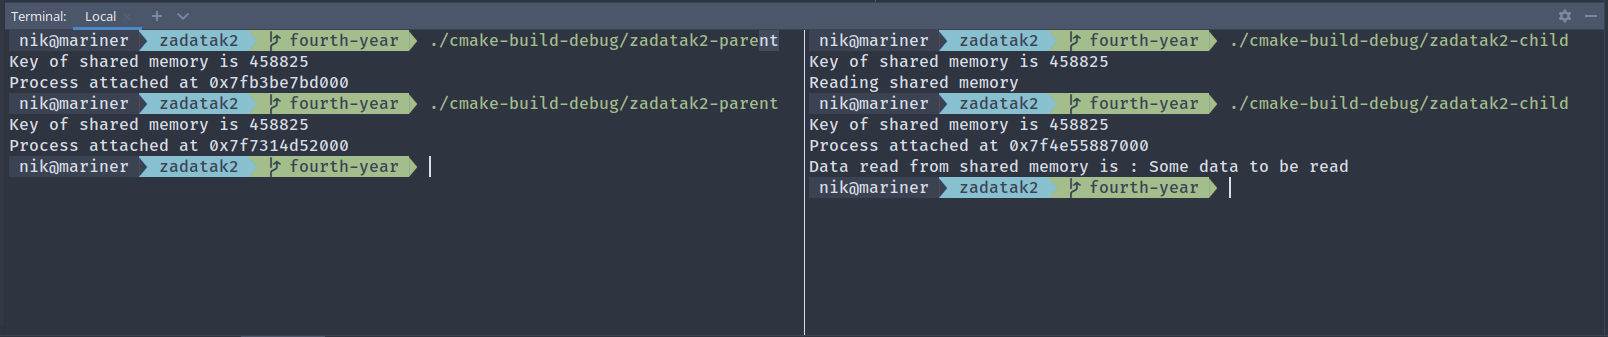 Terminal: Local
nik@mariner zadatak2 fourth-year ./cmake-build-debug/zadatak2-parent
Key of shared memory is 458825
Process attached at 0x7fb3be7bd000
nik@mariner zadatak2 fourth-year ./cmake-build-debug/zadatak2-parent
Key of shared memory is 458825
Process attached at 0x7f7314d52000
nik@mariner zadatak2 fourth-year
nik@mariner zadatak2 fourth-year ./cmake-build-debug/zadatak2-child
Key of shared memory is 458825
Reading shared memory
nik@mariner zadatak2 fourth-year ./cmake-build-debug/zadatak2-child
Key of shared memory is 458825
Process attached at 0x7f4e55887000
Data read from shared memory is : Some data to be read
nik@mariner zadatak2 fourth-year